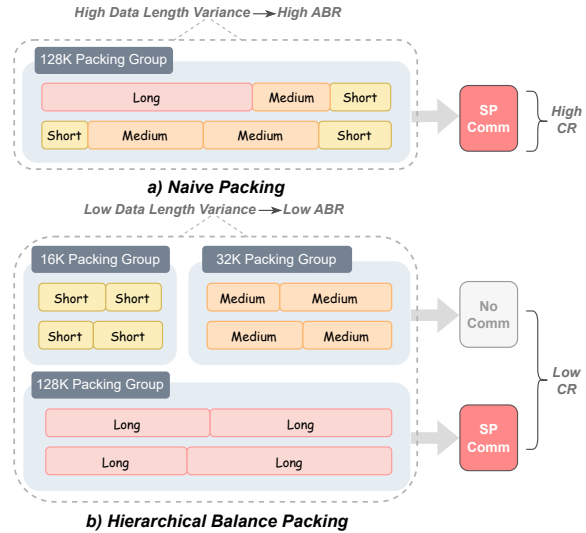 High Data Length Variance → High ABR
128K Packing Group
Long Medium Short
Short Medium Medium Short
SP
Comm
High
CR
a) Naive Packing
Low Data Length Variance → Low ABR
16K Packing Group
32K Packing Group
Short Short
Medium Medium
Short Short
Medium Medium
No
Comm
128K Packing Group
Long Long
Long Long
SP
Comm
Low
CR
b) Hierarchical Balance Packing